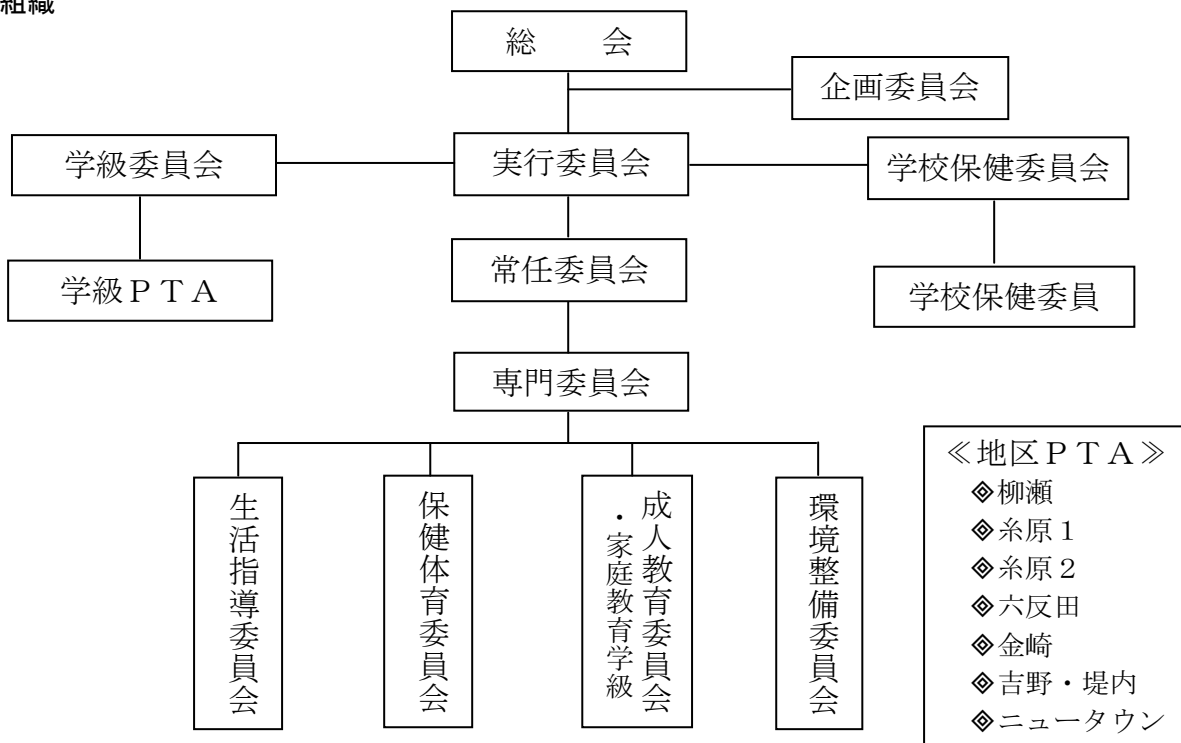 組織
総　　会
企画委員会
学級委員会
実行委員会
学校保健委員会
学級ＰＴＡ
常任委員会
学校保健委員
専門委員会
生活指導委員会
保健体育委員会
成人教育委員会
・家庭教育学級
環境整備委員会
≪地区ＰＴＡ≫
◈柳瀬
◈糸原１
◈糸原２
◈六反田
◈金崎
◈吉野・堤内
◈ニュータウン